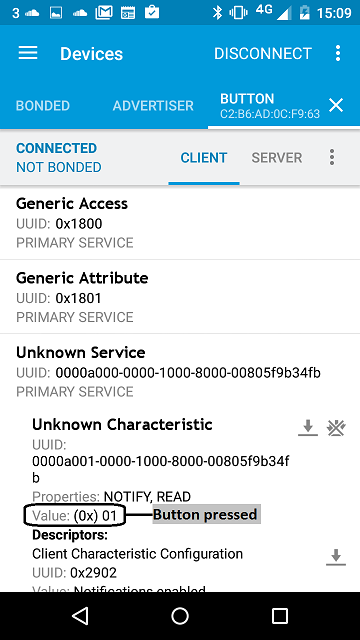 3 4G 15:09
Devices DISCONNECT
BONDED ADVERTISER BUTTON
C2:B6:AD:0C:F9:63
CONNECTED
NOT BONDED
CLIENT SERVER
Generic Access
UUID: 0x1800
PRIMARY SERVICE
Generic Attribute
UUID: 0x1801
PRIMARY SERVICE
Unknown Service
UUID: 0000a000-0000-1000-8000-00805f9b34fb
PRIMARY SERVICE
Unknown Characteristic
UUID:
0000a001-0000-1000-8000-00805f9b34f
b
Properties: NOTIFY, READ
Value: (0x) 01 Button pressed
Descriptors:
Client Characteristic Configuration
UUID: 0x2902
Value: Notifications enabled